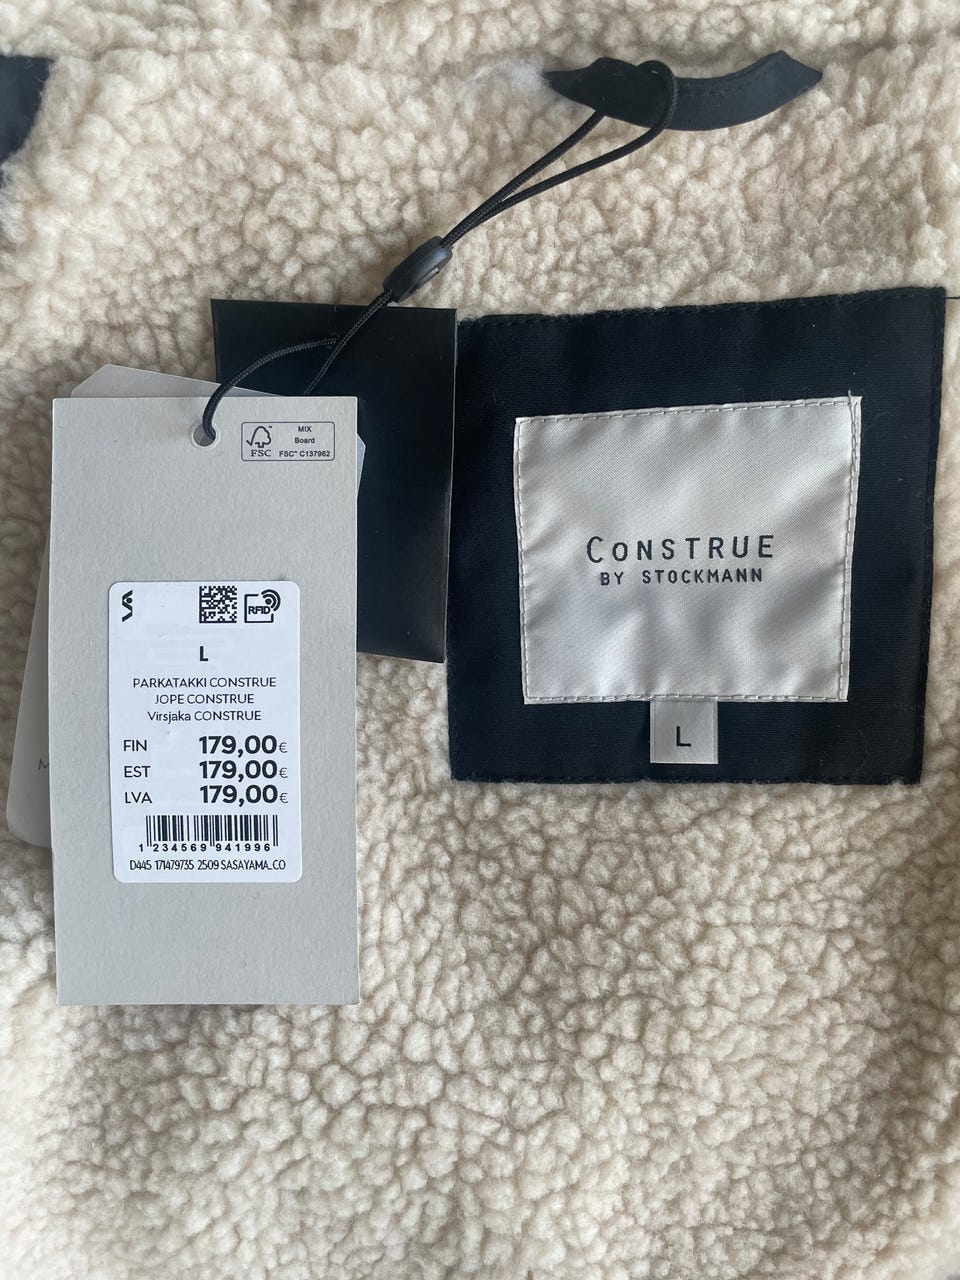 MIX
Board
FSC™ C137962
FSC
RFID
L
PARKATAKKI CONSTRUE
JOPE CONSTRUE
Virsjaka CONSTRUE
FIN 179,00€
EST 179,00€
LVA 179,00€
1 234569 941996
D445 171479735 2509 SASAYAMA_CO
CONSTRUE
BY STOCKMANN
L
M